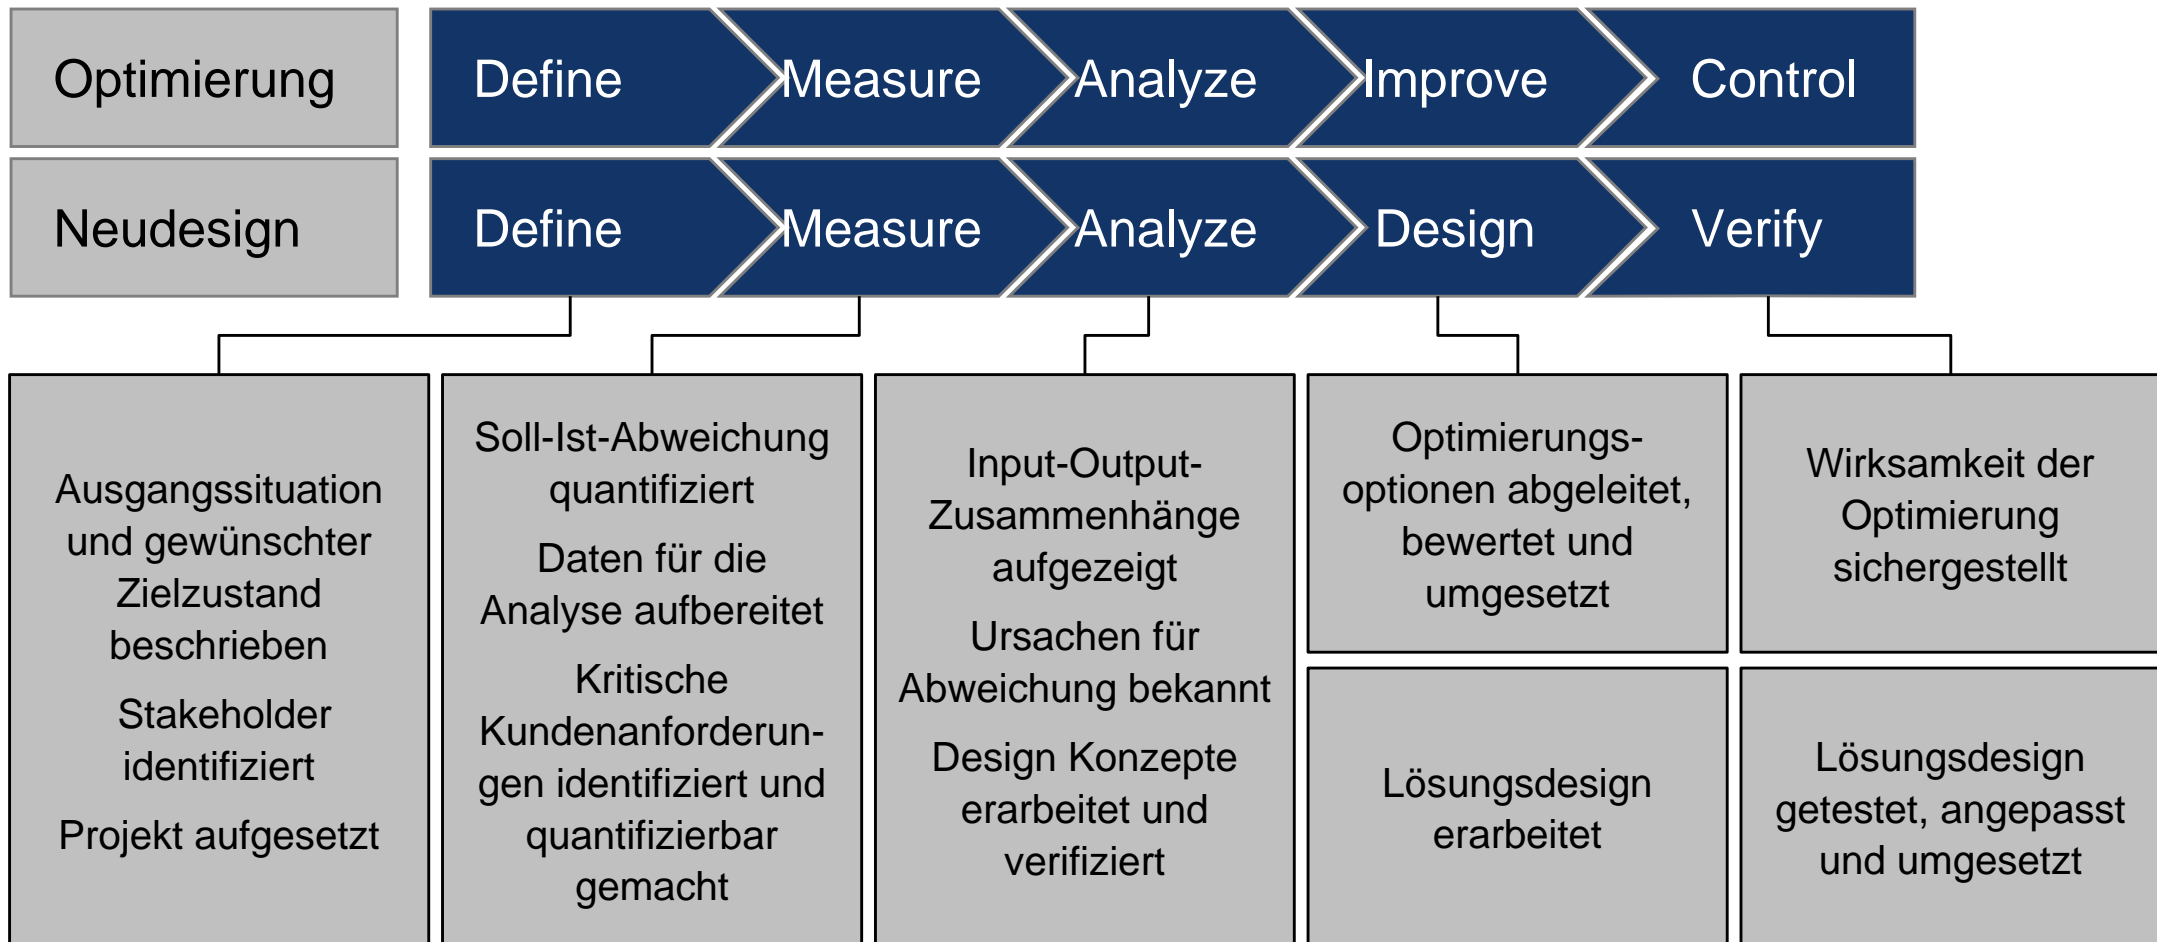 Optimierung
Define
Measure
Analyze
Improve
Control
Neudesign
Define
Measure
Analyze
Design
Verify
Ausgangssituation
und gewünschter
Zielzustand
beschrieben
Stakeholder
identifiziert
Projekt aufgesetzt
Soll-Ist-Abweichung
quantifiziert
Daten für die
Analyse aufbereitet
Kritische
Kundenanforderun-
gen identifiziert und
quantifizierbar
gemacht
Input-Output-
Zusammenhänge
aufgezeigt
Ursachen für
Abweichung bekannt
Design Konzepte
erarbeitet und
verifiziert
Optimierungs-
optionen abgeleitet,
bewertet und
umgesetzt
Lösungsdesign
erarbeitet
Wirksamkeit der
Optimierung
sichergestellt
Lösungsdesign
getestet, angepasst
und umgesetzt